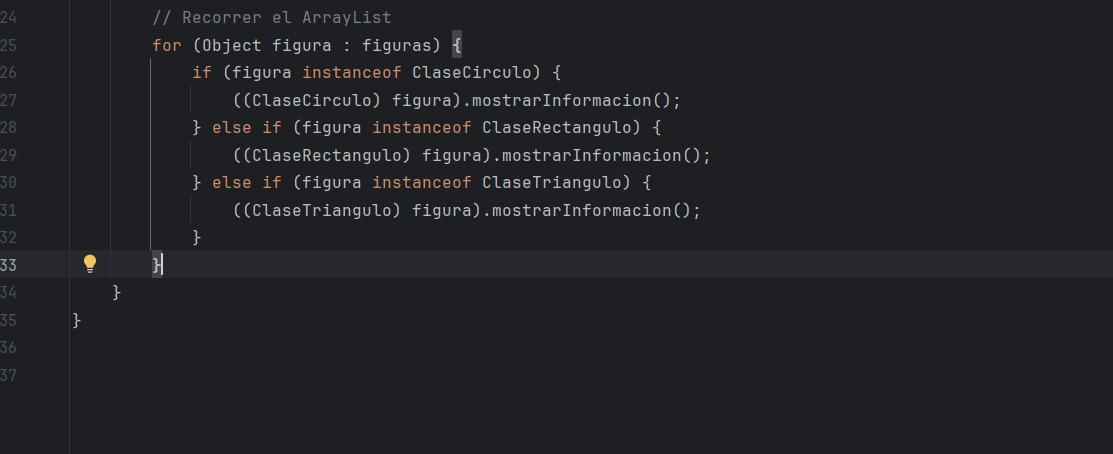 24 // Recorrer el ArrayList
25 for (Object figura : figuras) {
26 if (figura instanceof ClaseCirculo) {
27 ((ClaseCirculo) figura).mostrarInformacion();
28 } else if (figura instanceof ClaseRectangulo) {
29 ((ClaseRectangulo) figura).mostrarInformacion();
30 } else if (figura instanceof ClaseTriangulo) {
31 ((ClaseTriangulo) figura).mostrarInformacion();
32 }
33 }
34 }
35 }
36
37